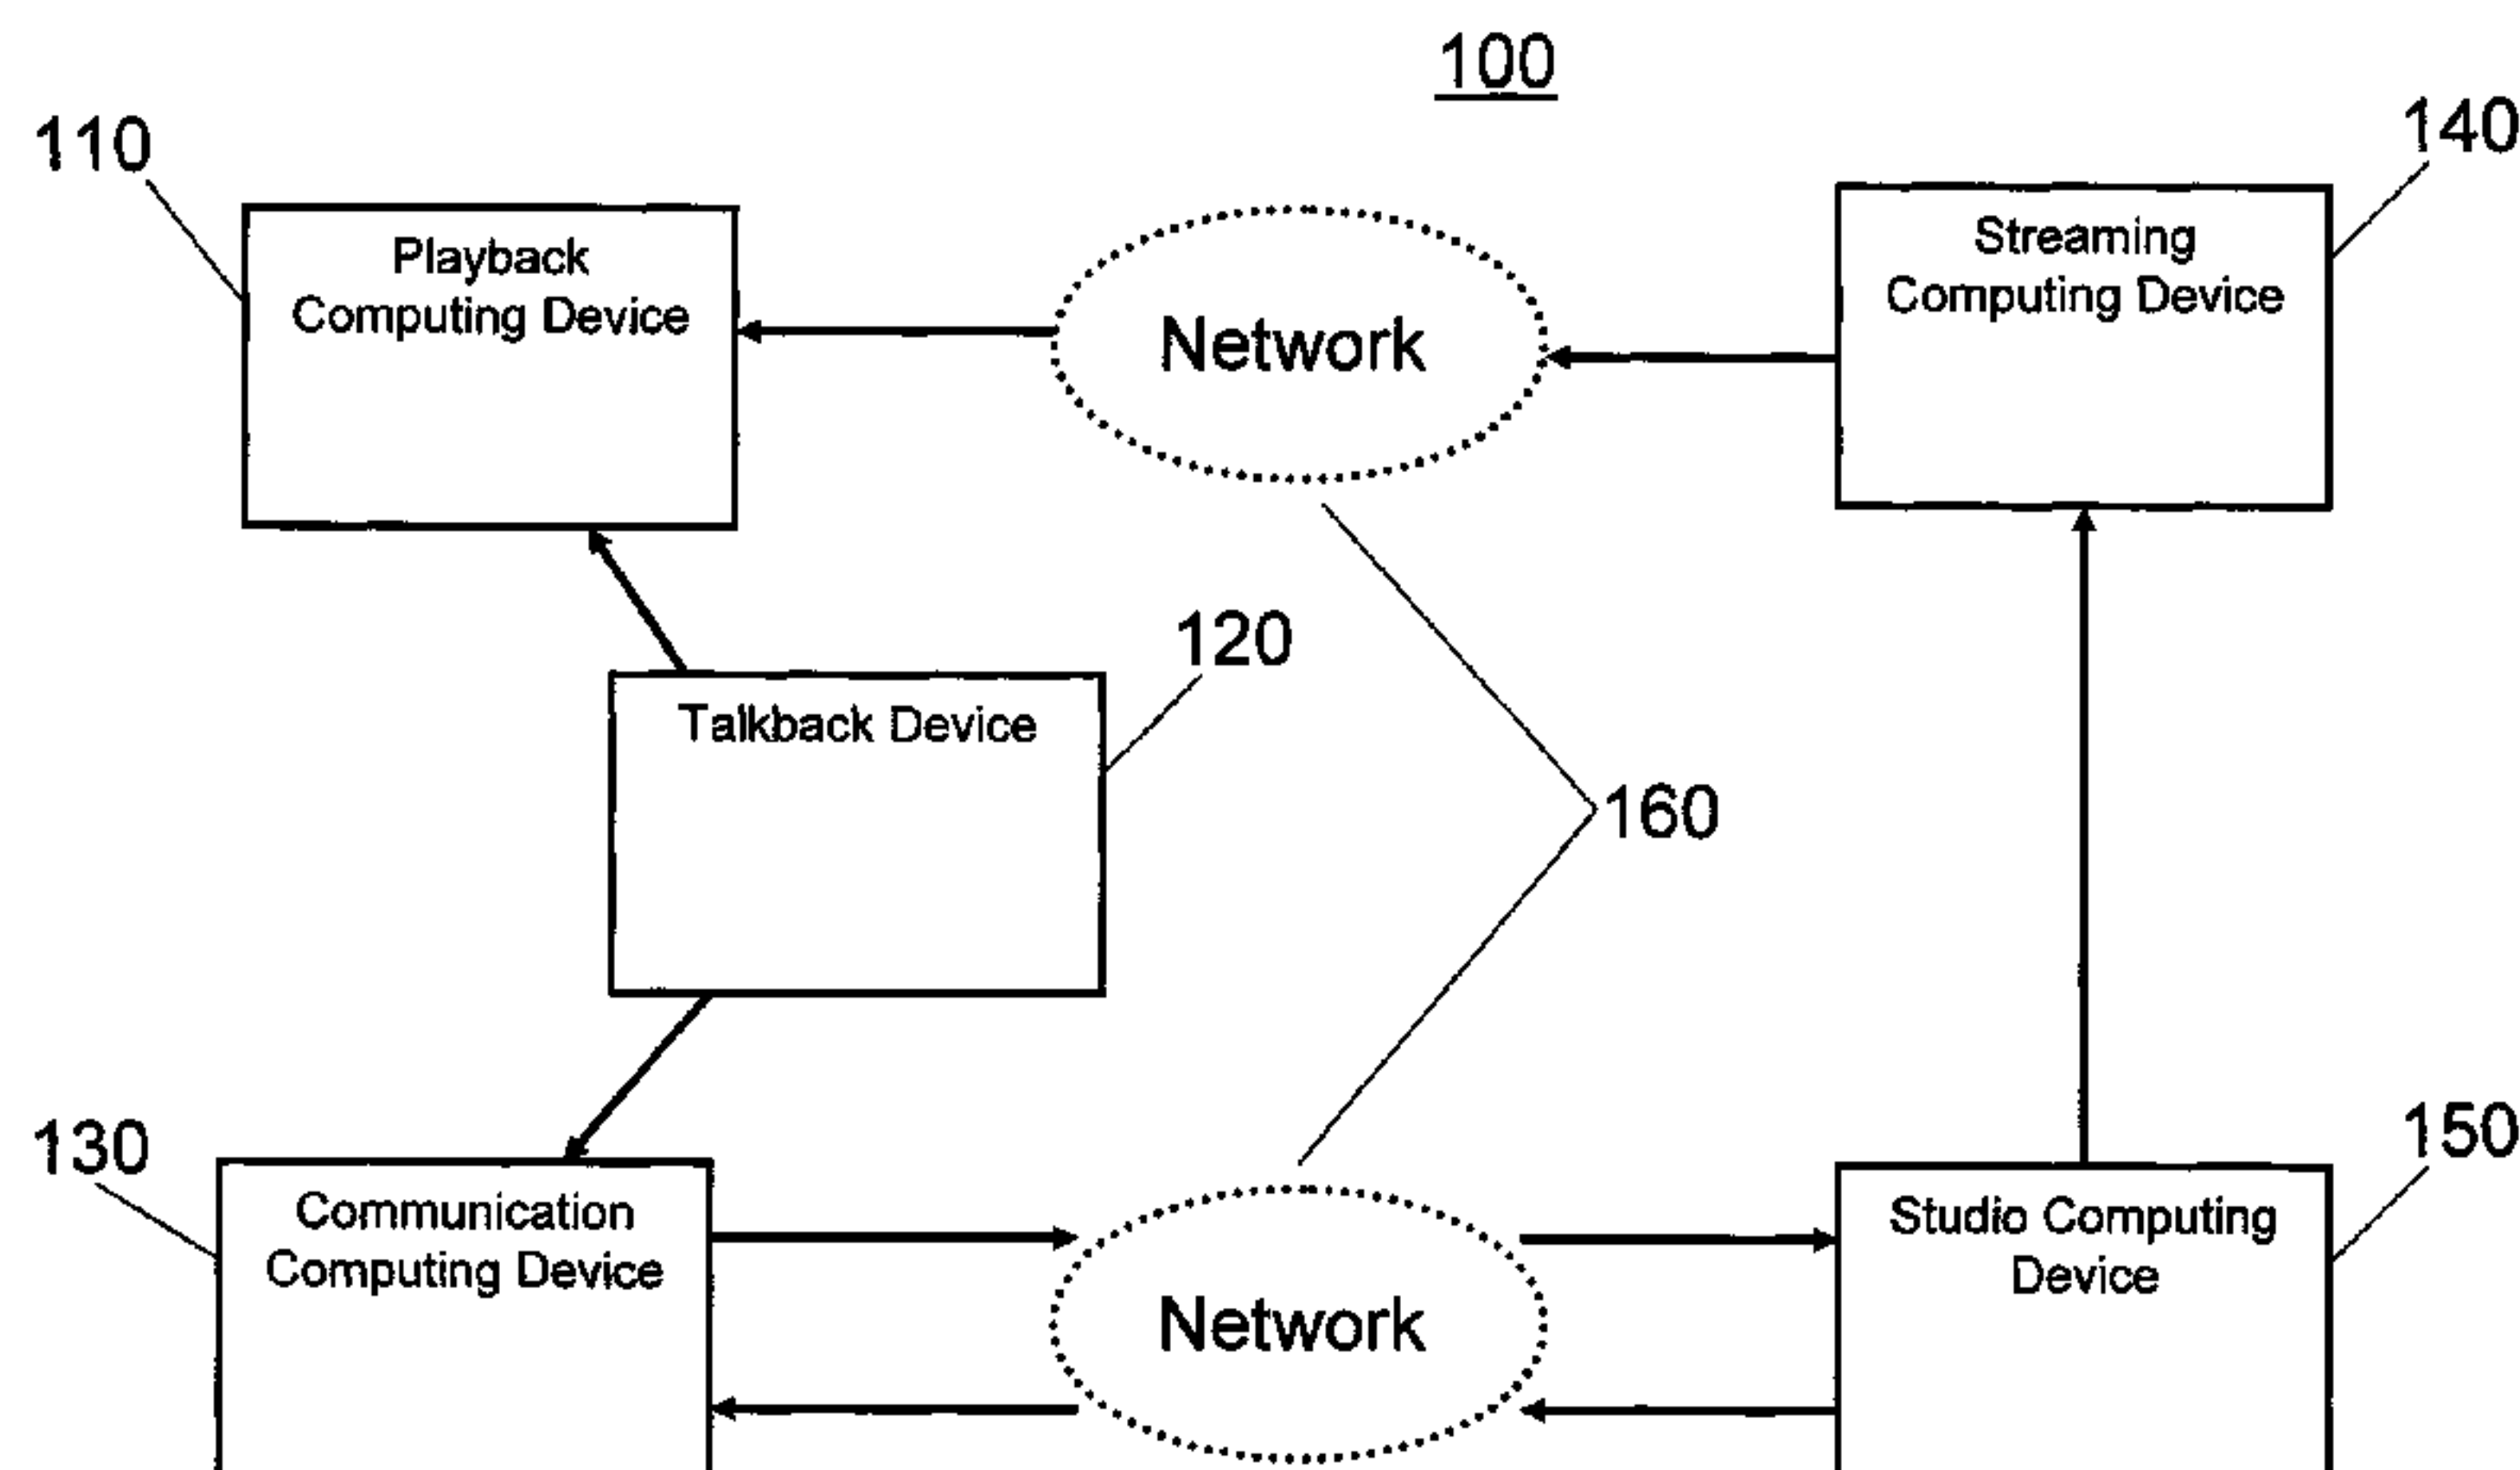 100
110
140
Playback
Computing Device
Network
Streaming
Computing Device
120
Talkback Device
160
130
150
Communication
Computing Device
Network
Studio Computing
Device